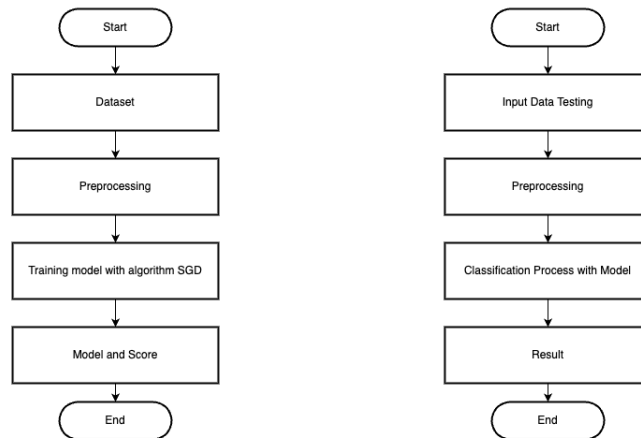 Start
Dataset
Preprocessing
Training model with algorithm SGD
Model and Score
End
Start
Input Data Testing
Preprocessing
Classification Process with Model
Result
End